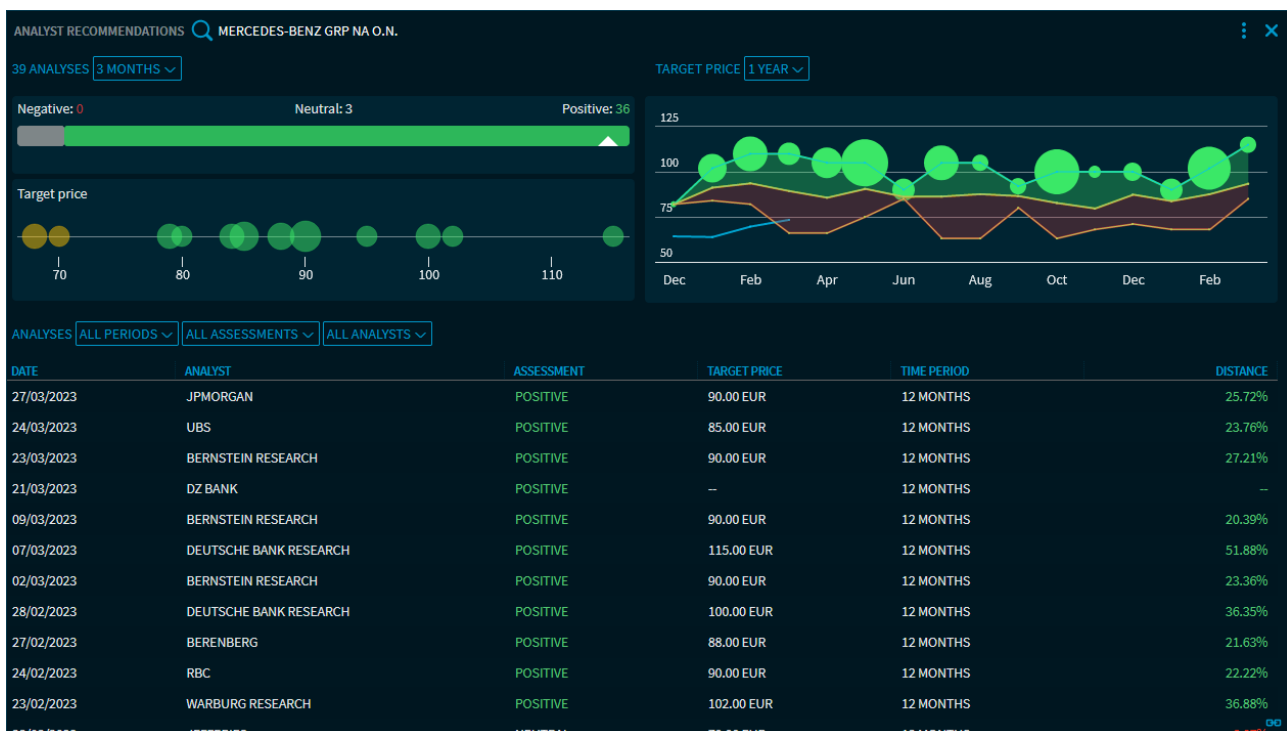 ANALYST RECOMMENDATIONS MERCEDES-BENZ GRP NA O.N.
39 ANALYSES 3 MONTHS
Negative: 0 Neutral: 3 Positive: 36
Target price
70 80 90 100 110
TARGET PRICE 1 YEAR
125
100
75
50
Dec Feb Apr Jun Aug Oct Dec Feb
ANALYSES ALL PERIODS ALL ASSESSMENTS ALL ANALYSTS
DATE ANALYST ASSESSMENT TARGET PRICE TIME PERIOD DISTANCE
27/03/2023 JPMORGAN POSITIVE 90.00 EUR 12 MONTHS 25.72%
24/03/2023 UBS POSITIVE 85.00 EUR 12 MONTHS 23.76%
23/03/2023 BERNSTEIN RESEARCH POSITIVE 90.00 EUR 12 MONTHS 27.21%
21/03/2023 DZ BANK POSITIVE -- 12 MONTHS --
09/03/2023 BERNSTEIN RESEARCH POSITIVE 90.00 EUR 12 MONTHS 20.39%
07/03/2023 DEUTSCHE BANK RESEARCH POSITIVE 115.00 EUR 12 MONTHS 51.88%
02/03/2023 BERNSTEIN RESEARCH POSITIVE 90.00 EUR 12 MONTHS 23.36%
28/02/2023 DEUTSCHE BANK RESEARCH POSITIVE 100.00 EUR 12 MONTHS 36.35%
27/02/2023 BERENBERG POSITIVE 88.00 EUR 12 MONTHS 21.63%
24/02/2023 RBC POSITIVE 90.00 EUR 12 MONTHS 22.22%
23/02/2023 WARBURG RESEARCH POSITIVE 102.00 EUR 12 MONTHS 36.88%